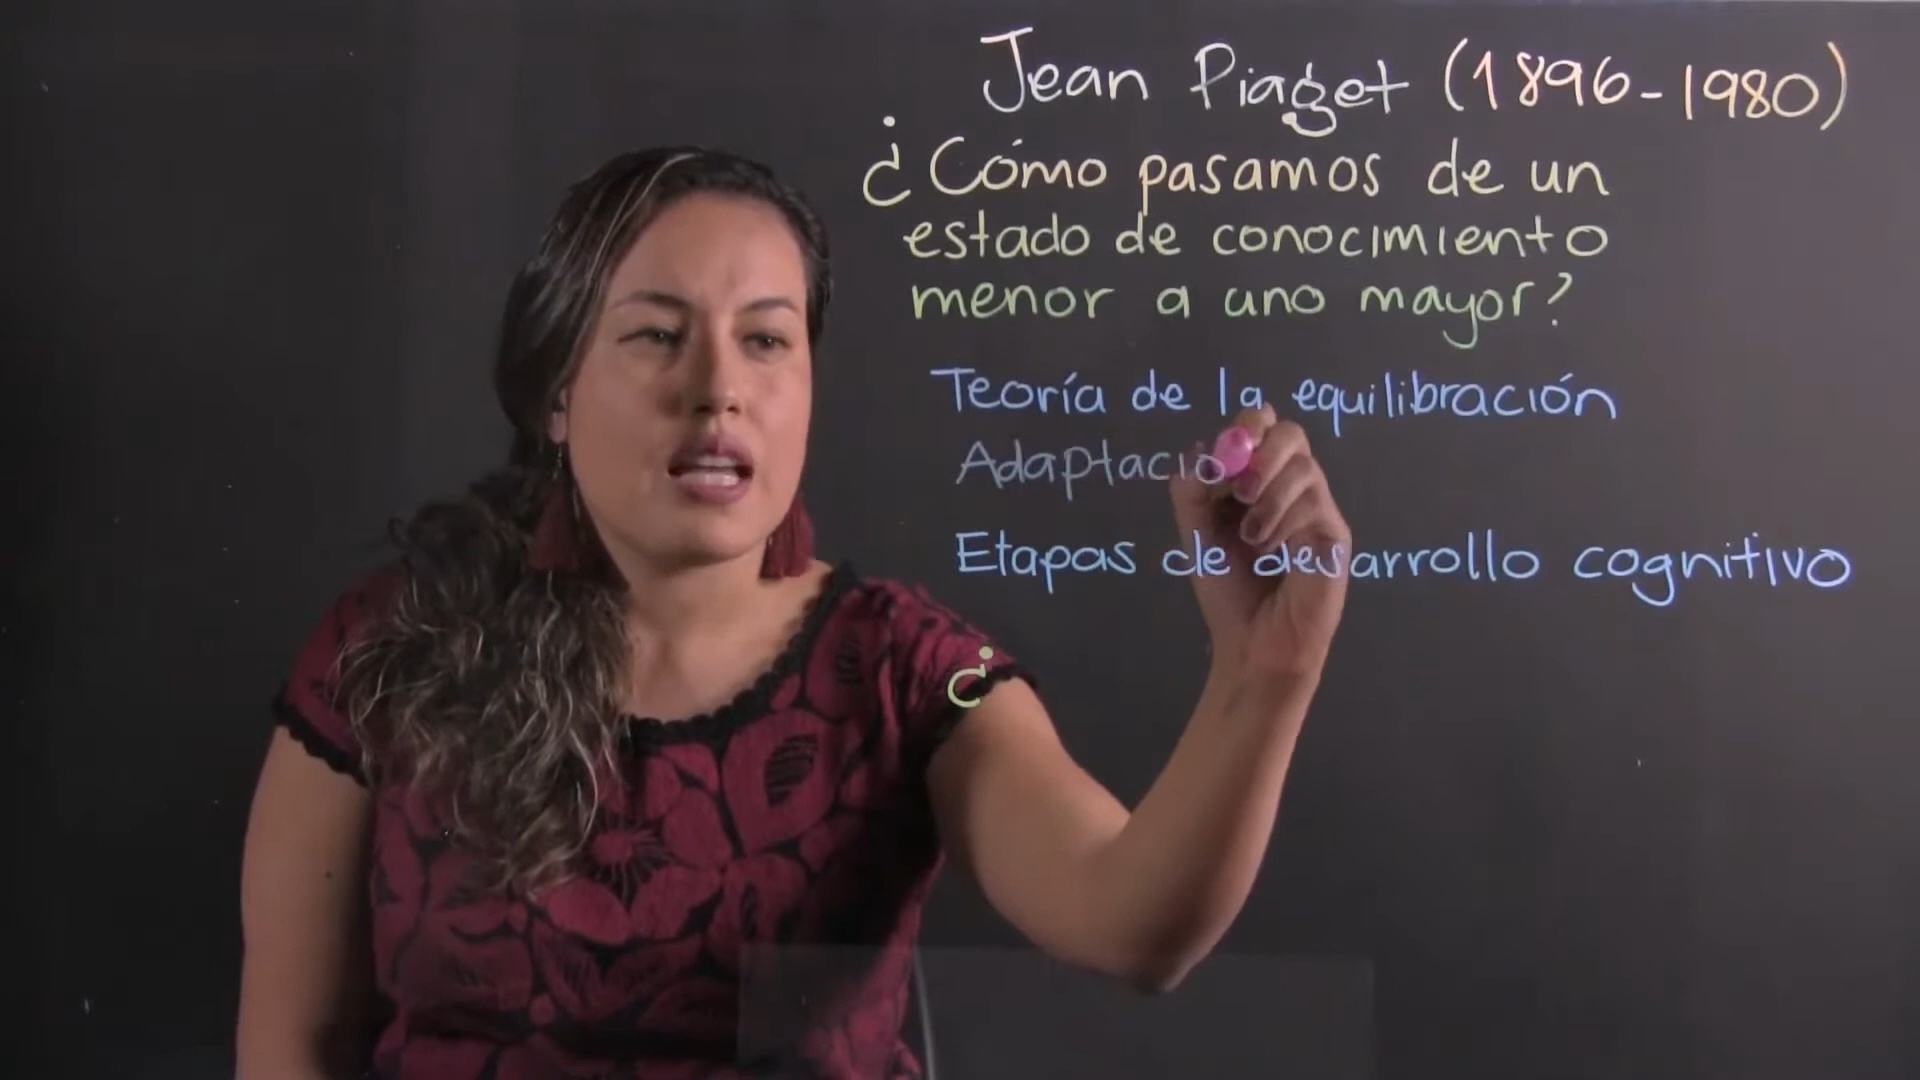 Jean Piaget (1896-1980)
¿Cómo pasamos de un
estado de conocimiento
menor a uno mayor?
Teoría de la equilibración
Adaptacio
Etapas de desarrollo cognitivo
¿